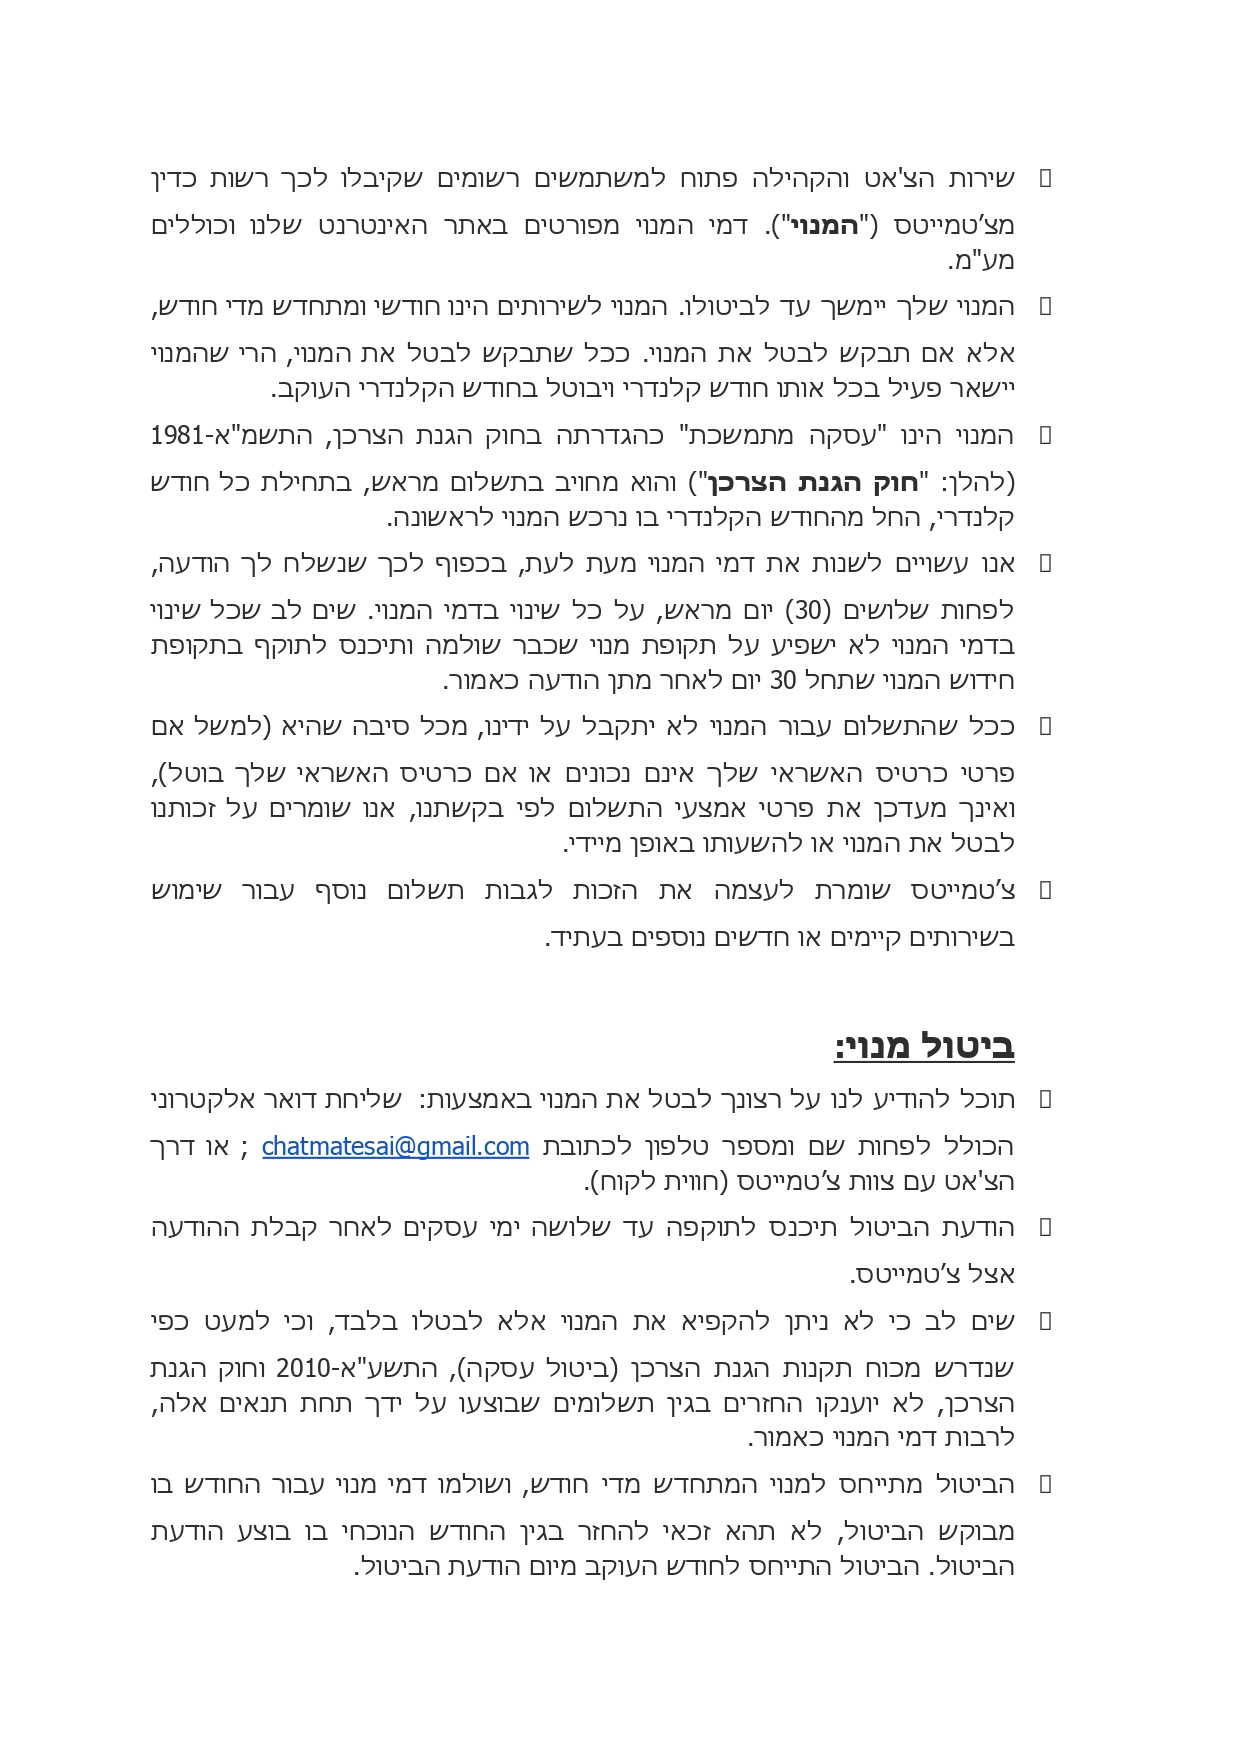 שירות הצ'אט והקהילה פתוח למשתמשים רשומים שקיבלו לכך רשות כדין
מצ’טמייטס ("המנוי"). דמי המנוי מפורטים באתר האינטרנט שלנו וכוללים
מע"מ.
המנוי שלך יימשך עד לביטולו. המנוי לשירותים הינו חודשי ומתחדש מדי חודש,
אלא אם תבקש לבטל את המנוי. ככל שתבקש לבטל את המנוי, הרי שהמנוי
יישאר פעיל בכל אותו חודש קלנדרי ויבוטל בחודש הקלנדרי העוקב.
המנוי הינו "עסקה מתמשכת" כהגדרתה בחוק הגנת הצרכן, התשמ"א-1981
(להלן: "חוק הגנת הצרכן") והוא מחויב בתשלום מראש, בתחילת כל חודש
קלנדרי, החל מהחודש הקלנדרי בו נרכש המנוי לראשונה.
אנו עשויים לשנות את דמי המנוי מעת לעת, בכפוף לכך שנשלח לך הודעה,
לפחות שלושים (30) יום מראש, על כל שינוי בדמי המנוי. שים לב שכל שינוי
בדמי המנוי לא ישפיע על תקופת מנוי שכבר שולמה ותיכנס לתוקף בתקופת
חידוש המנוי שתחל 30 יום לאחר מתן הודעה כאמור.
ככל שהתשלום עבור המנוי לא יתקבל על ידינו, מכל סיבה שהיא (למשל אם
פרטי כרטיס האשראי שלך אינם נכונים או אם כרטיס האשראי שלך בוטל),
ואינך מעדכן את פרטי אמצעי התשלום לפי בקשתנו, אנו שומרים על זכותנו
לבטל את המנוי או להשעותו באופן מיידי.
צ’טמייטס שומרת לעצמה את הזכות לגבות תשלום נוסף עבור שימוש
בשירותים קיימים או חדשים נוספים בעתיד.
ביטול מנוי:
תוכל להודיע לנו על רצונך לבטל את המנוי באמצעות: שליחת דואר אלקטרוני
הכולל לפחות שם ומספר טלפון לכתובת chatmatesai@gmail.com ; או דרך
הצ'אט עם צוות צ’טמייטס (חווית לקוח).
הודעת הביטול תיכנס לתוקפה עד שלושה ימי עסקים לאחר קבלת ההודעה
אצל צ’טמייטס.
שים לב כי לא ניתן להקפיא את המנוי אלא לבטלו בלבד, וכי למעט כפי
שנדרש מכוח תקנות הגנת הצרכן (ביטול עסקה), התשע"א-2010 וחוק הגנת
הצרכן, לא יוענקו החזרים בגין תשלומים שבוצעו על ידך תחת תנאים אלה,
לרבות דמי המנוי כאמור.
הביטול מתייחס למנוי המתחדש מדי חודש, ושולמו דמי מנוי עבור החודש בו
מבוקש הביטול, לא תהא זכאי להחזר בגין החודש הנוכחי בו בוצע הודעת
הביטול. הביטול התייחס לחודש העוקב מיום הודעת הביטול.